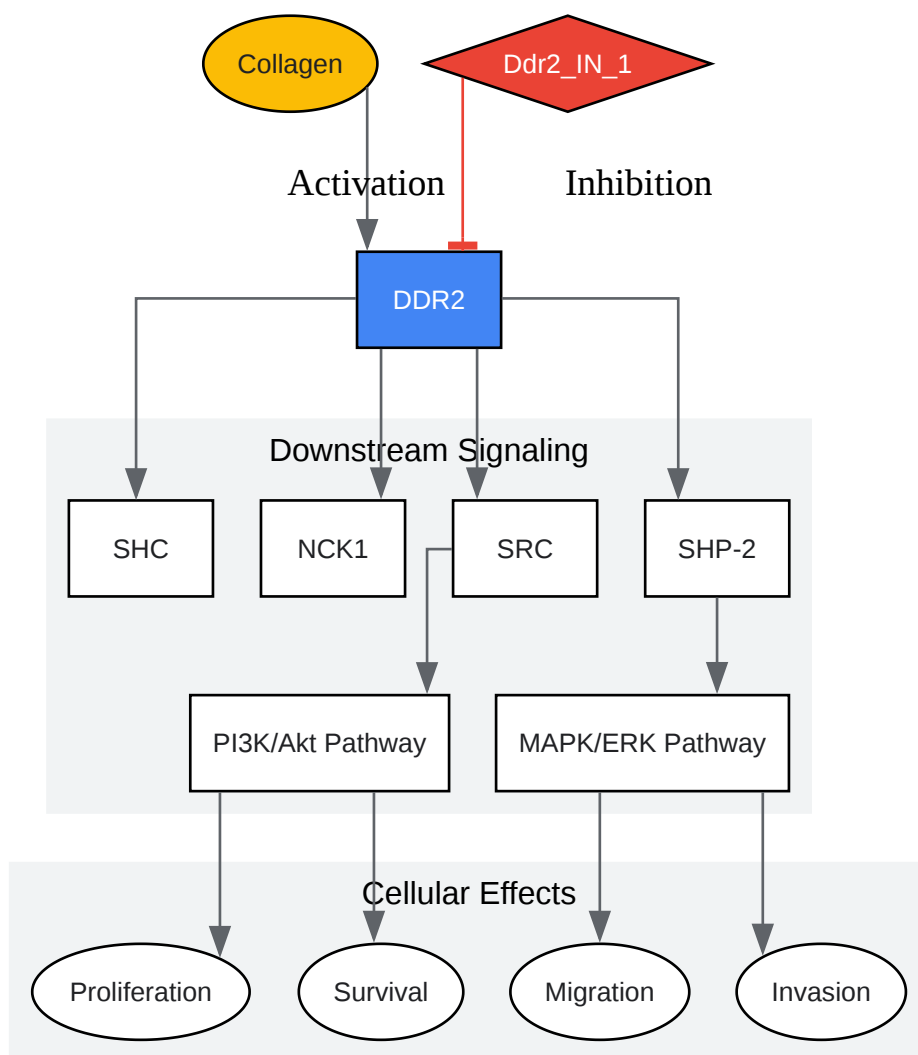 Collagen
Ddr2_IN_1
Activation
Inhibition
DDR2
Downstream Signaling
SHC
NCK1
SRC
SHP-2
PI3K/Akt Pathway
MAPK/ERK Pathway
Cellular Effects
Proliferation
Survival
Migration
Invasion